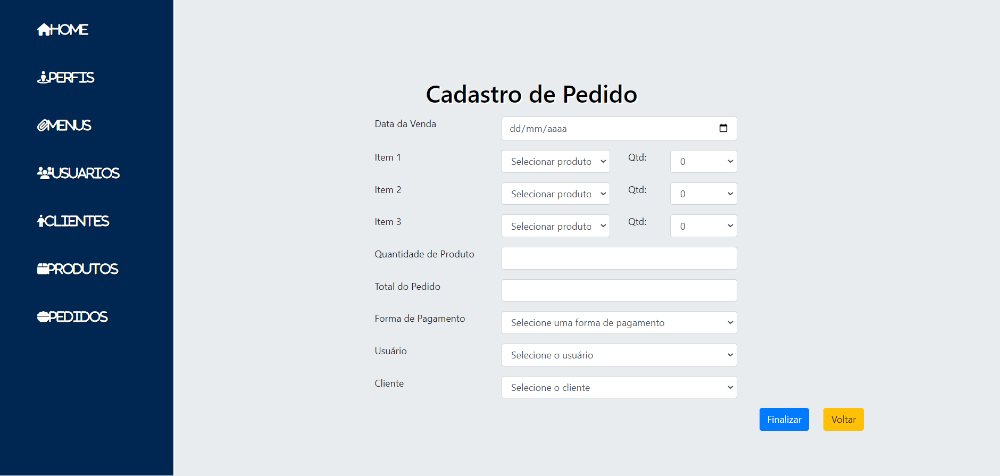 HOME
PERFIS
MENUS
USUARIOS
CLIENTES
PRODUTOS
PEDIDOS
Cadastro de Pedido
Data da Venda dd/mm/aaaa
Item 1 Selecionar produto Qtd: 0
Item 2 Selecionar produto Qtd: 0
Item 3 Selecionar produto Qtd: 0
Quantidade de Produto
Total do Pedido
Forma de Pagamento Selecione uma forma de pagamento
Usuário Selecione o usuário
Cliente Selecione o cliente
Finalizar Voltar